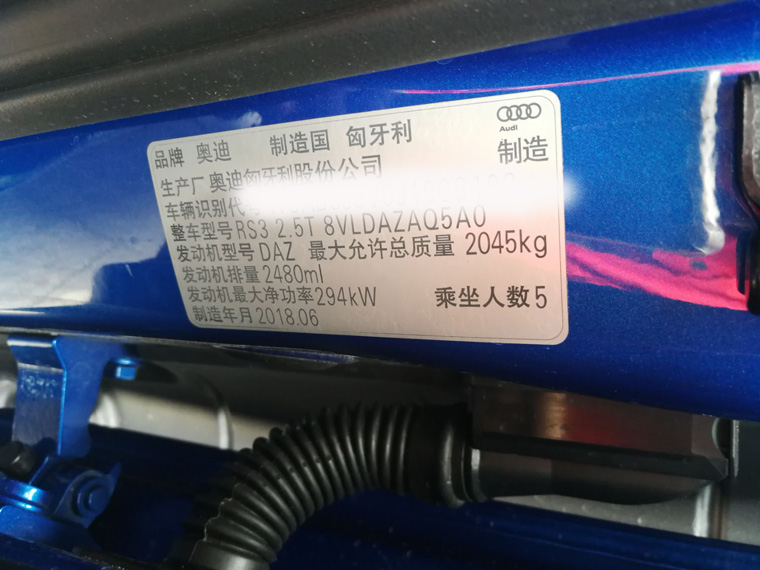 Audi
品牌 奥迪 制造国 匈牙利
制造
生产厂 奥迪匈牙利股份公司
车辆识别代
整车型号 RS3 2.5T 8VLDAZAQ5A0
发动机型号 DAZ 最大允许总质量 2045kg
发动机排量 2480ml
发动机最大净功率 294kW 乘坐人数 5
制造年月 2018.06